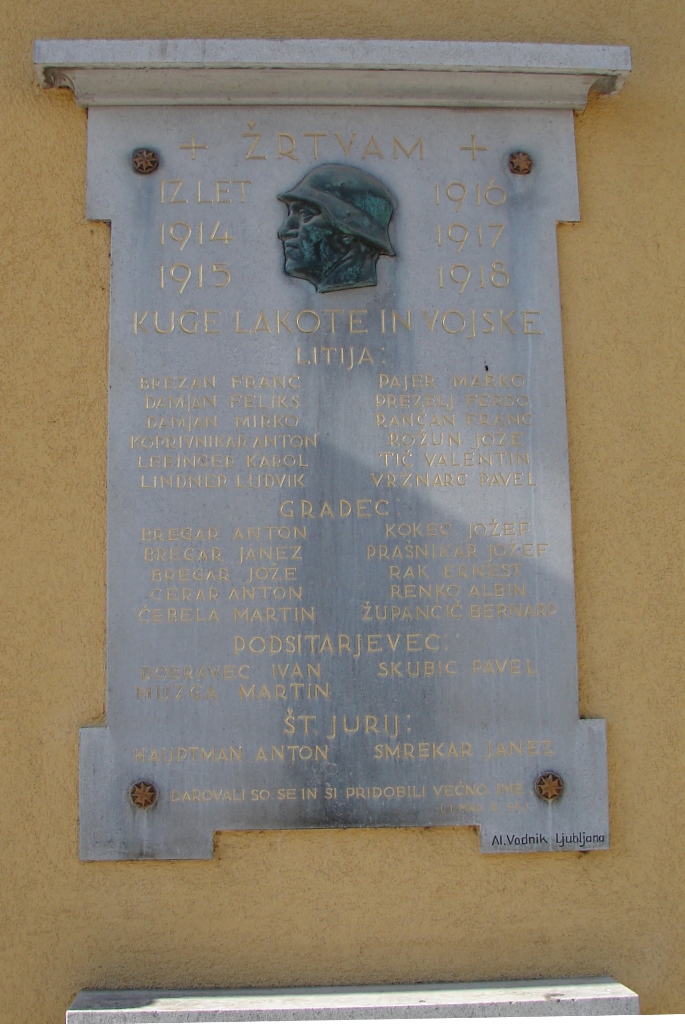 + ŽRTVAM +
IZ LET 1916
1914 1917
1915 1918
KUGE LAKOTE IN VOJSKE
LITIJA:
BREZAN FRANC PAJER MARKO
DAMJAN FELIKS PREZELJ FERDO
DAMJAN MIRKO RANČAN FRANC
KOPRIVNIKAR ANTON ROŽUN JOŽE
LEFINGER KAROL TIČ VALENTIN
LINDNER LUDVIK VRZNARC PAVEL
GRADEC:
BREGAR ANTON KOKEC JOŽEF
BREGAR JANEZ PRAŠNIKAR JOŽEF
BREGAR JOŽE RAK ERNEST
CERAR ANTON RENKO ALBIN
ČEBELA MARTIN ŽUPANČIČ BERNARD
PODSITARJEVEC:
DOBRAVEC IVAN SKUBIC PAVEL
HUZGA MARTIN
ŠT. JURIJ:
HAUPTMAN ANTON SMREKAR JANEZ
DAROVALI SO SE IN SI PRIDOBILI VEČNO IME
Al. Vodnik Ljubljana